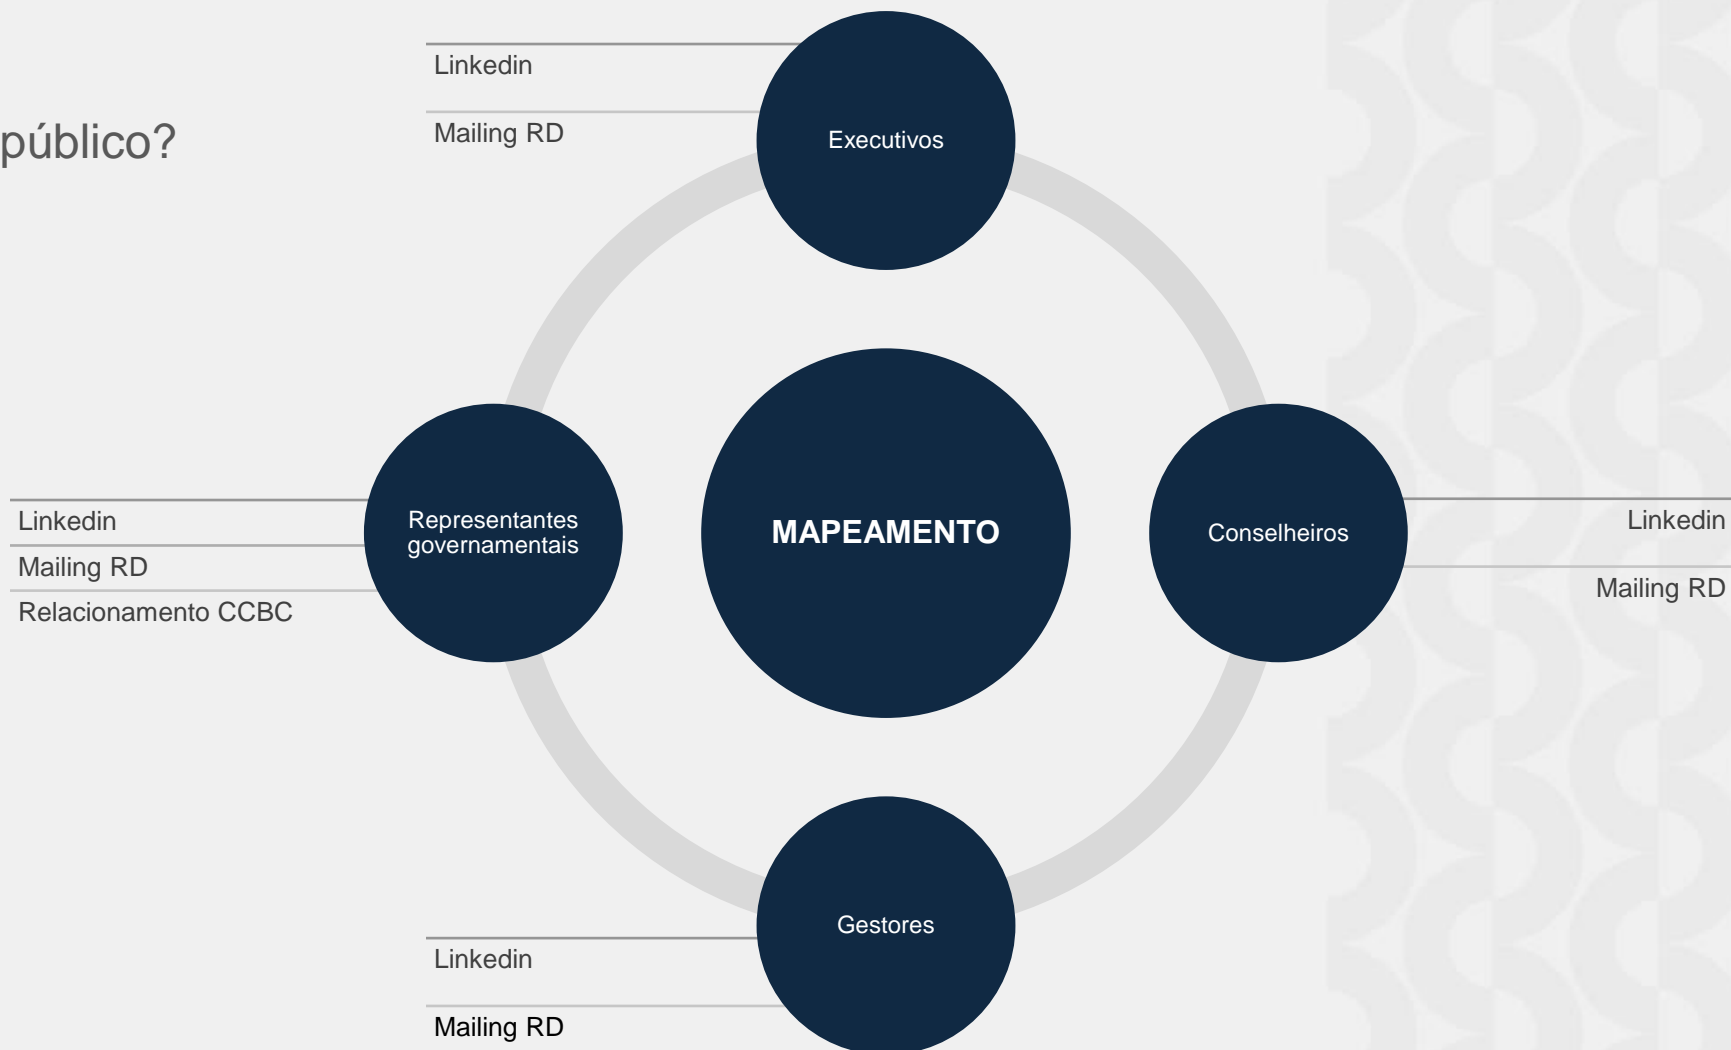 público?
Linkedin
Mailing RD
Executivos
Linkedin
Mailing RD
Relacionamento CCBC
Representantes
governamentais
MAPEAMENTO
Conselheiros
Linkedin
Mailing RD
Gestores
Linkedin
Mailing RD